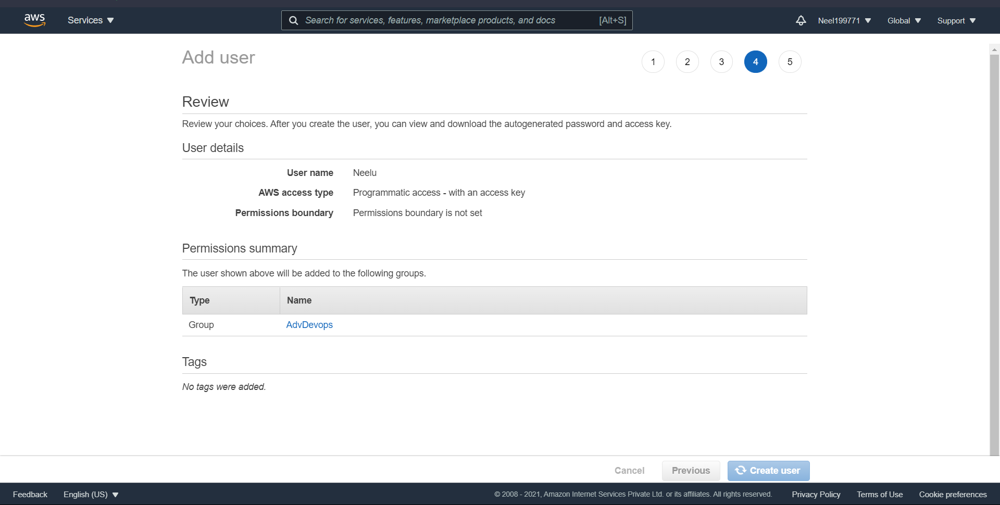 aws
Services
Search for services, features, marketplace products, and docs [Alt+S]
Neel199771
Global
Support
Add user
1 2 3 4 5
Review
Review your choices. After you create the user, you can view and download the autogenerated password and access key.
User details
User name Neelu
AWS access type Programmatic access - with an access key
Permissions boundary Permissions boundary is not set
Permissions summary
The user shown above will be added to the following groups.
Type Name
Group AdvDevops
Tags
No tags were added.
Cancel Previous Create user
Feedback English (US) © 2008 - 2021, Amazon Internet Services Private Ltd. or its affiliates. All rights reserved. Privacy Policy Terms of Use Cookie preferences